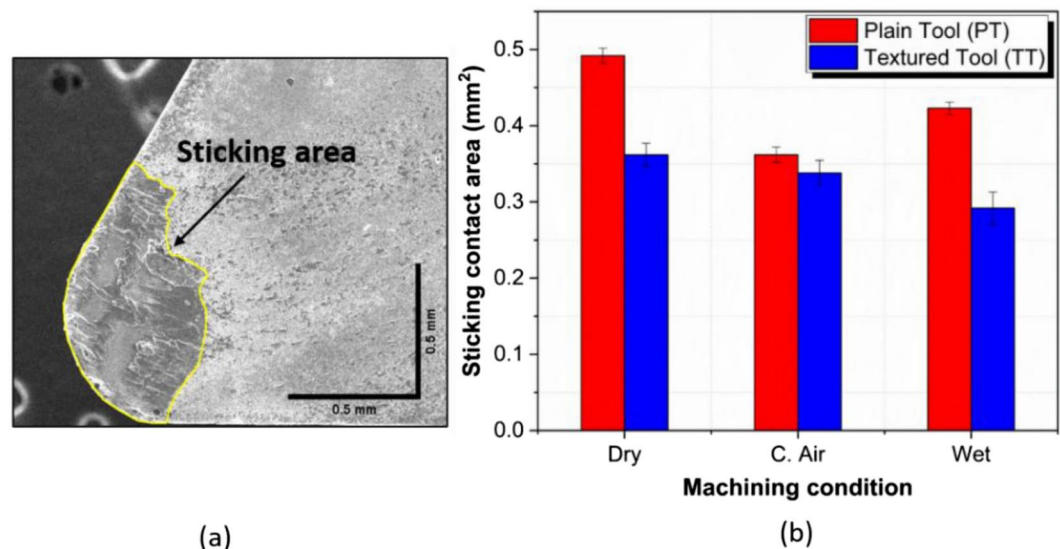 Sticking area
0.5 mm
0.5 mm
(a)
Plain Tool (PT)
Textured Tool (TT)
Sticking contact area (mm²)
0.5
0.4
0.3
0.2
0.1
0.0
Dry C. Air Wet
Machining condition
(b)